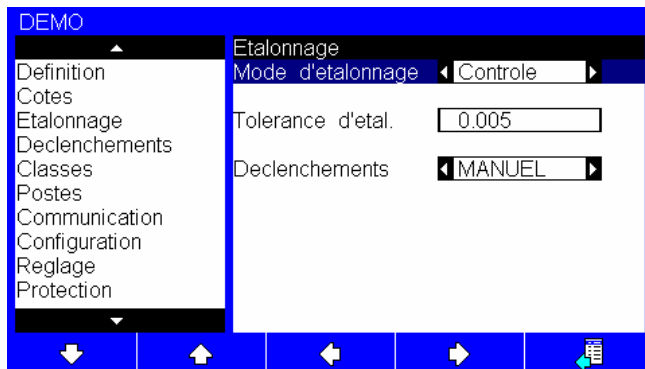 DEMO
Definition
Cotes
Etalonnage
Declenchements
Classes
Postes
Communication
Configuration
Reglage
Protection
Etalonnage
Mode d'etalonnage Controle
Tolerance d'etal. 0.005
Declenchements MANUEL